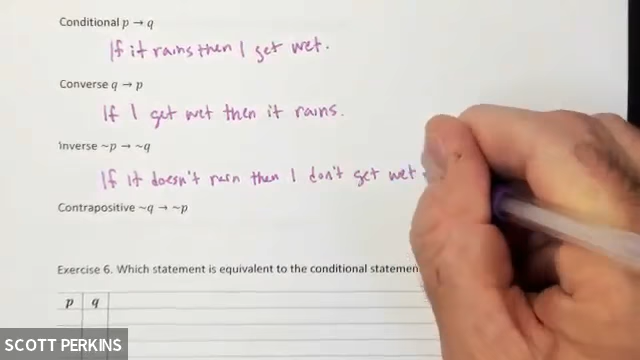 Conditional p → q
If it rains then I get wet.
Converse q → p
If I get wet then it rains.
Inverse ~p → ~q
If it doesn't rain then I don't get wet
Contrapositive ~q → ~p
Exercise 6. Which statement is equivalent to the conditional statemen
p q
SCOTT PERKINS